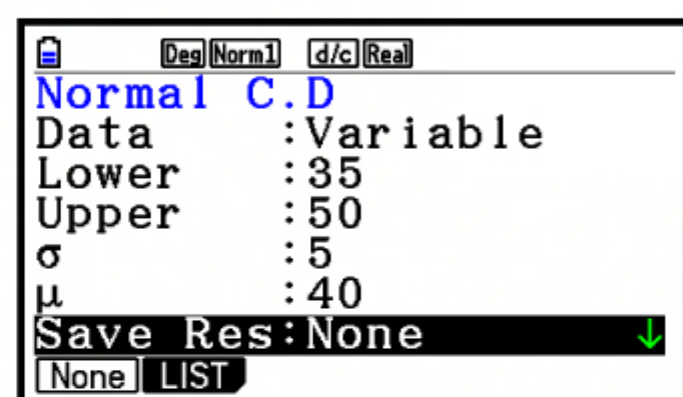 Deg Norm1 d/c Real
Normal C.D
Data :Variable
Lower :35
Upper :50
σ :5
μ :40
Save Res:None ↓
None LIST